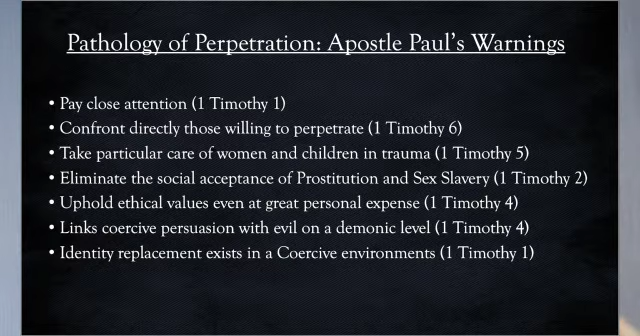 Pathology of Perpetration: Apostle Paul's Warnings
• Pay close attention (1 Timothy 1)
• Confront directly those willing to perpetrate (1 Timothy 6)
• Take particular care of women and children in trauma (1 Timothy 5)
• Eliminate the social acceptance of Prostitution and Sex Slavery (1 Timothy 2)
• Uphold ethical values even at great personal expense (1 Timothy 4)
• Links coercive persuasion with evil on a demonic level (1 Timothy 4)
• Identity replacement exists in a Coercive environments (1 Timothy 1)